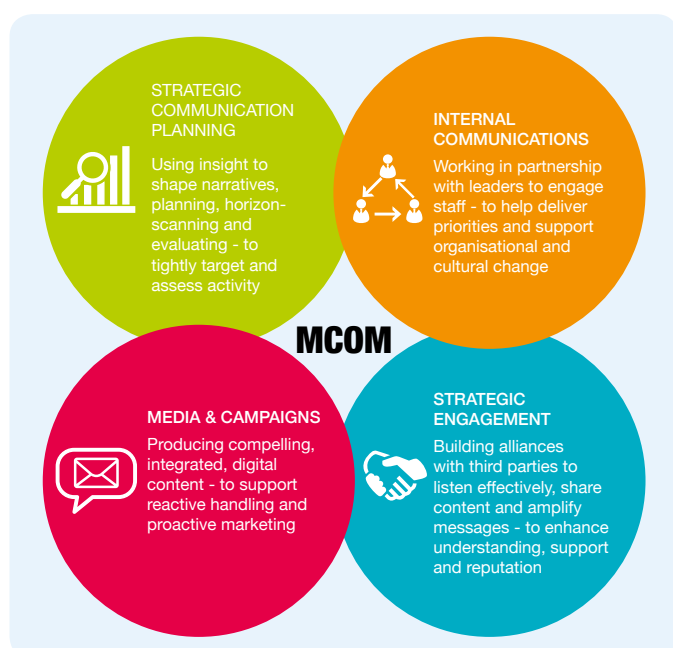 STRATEGIC
COMMUNICATION
PLANNING
Using insight to
shape narratives,
planning, horizon-
scanning and
evaluating - to
tightly target and
assess activity
INTERNAL
COMMUNICATIONS
Working in partnership
with leaders to engage
staff - to help deliver
priorities and support
organisational and
cultural change
MCOM
MEDIA & CAMPAIGNS
Producing compelling,
integrated, digital
content - to support
reactive handling and
proactive marketing
STRATEGIC
ENGAGEMENT
Building alliances
with third parties to
listen effectively, share
content and amplify
messages - to enhance
understanding, support
and reputation